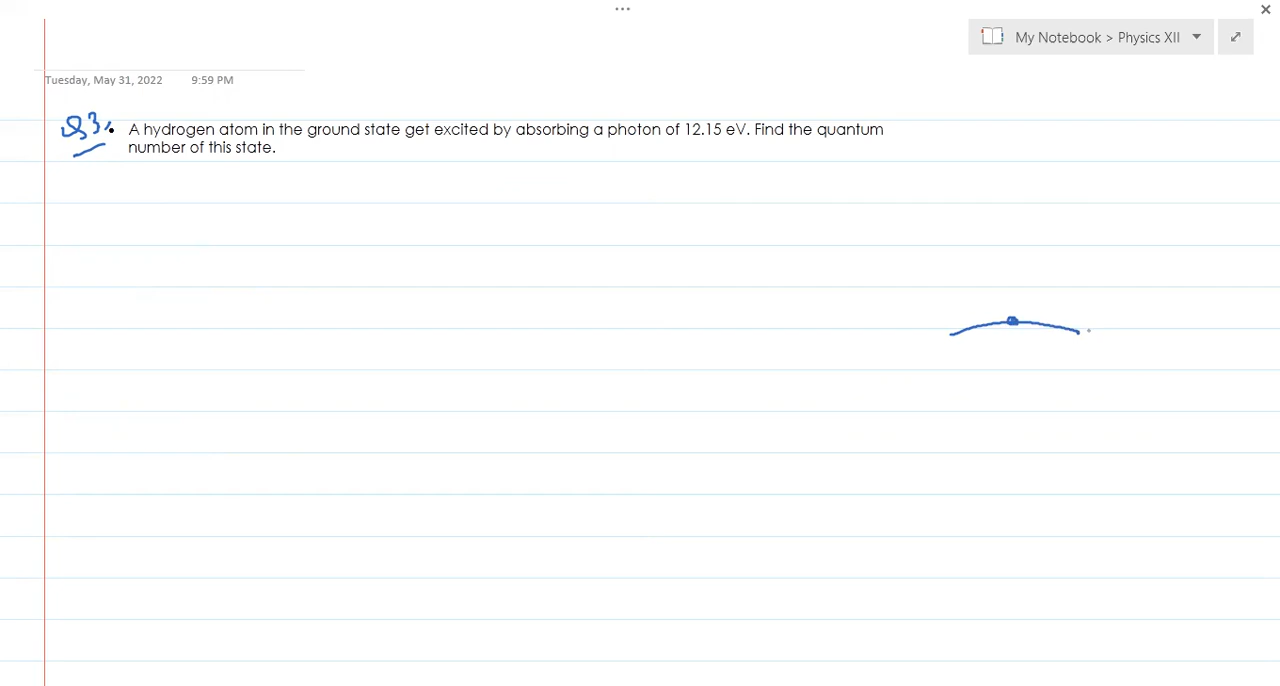 ...
My Notebook > Physics XII
Tuesday, May 31, 2022 9:59 PM
Q3. • A hydrogen atom in the ground state get excited by absorbing a photon of 12.15 eV. Find the quantum
number of this state.